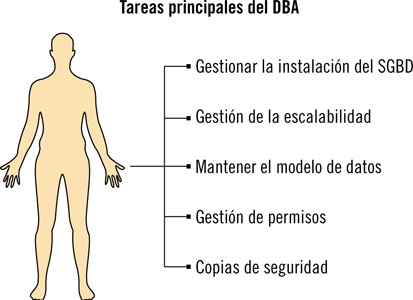 Tareas principales del DBA
Gestionar la instalación del SGBD
Gestión de la escalabilidad
Mantener el modelo de datos
Gestión de permisos
Copias de seguridad